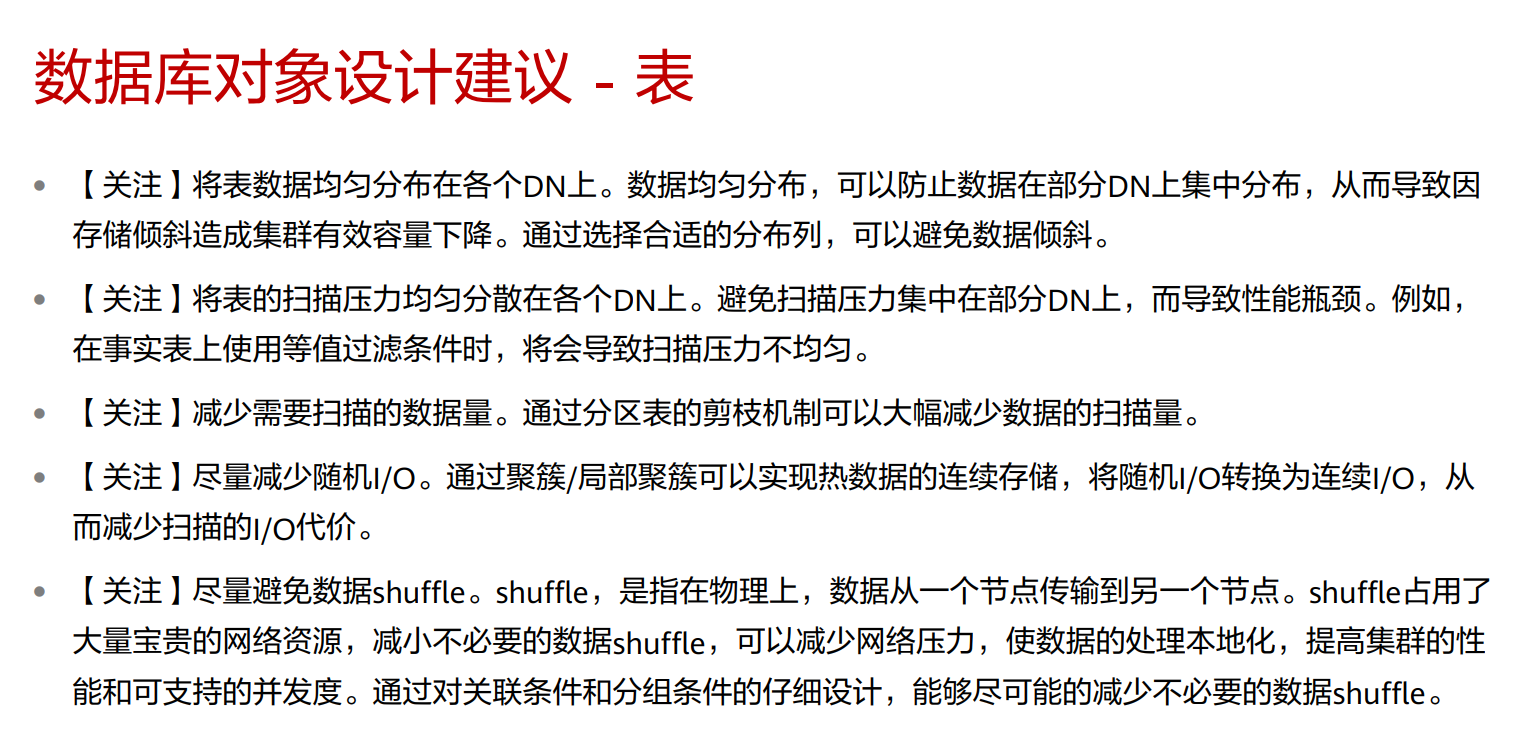 数据库对象设计建议 - 表
• 【关注】将表数据均匀分布在各个DN上。数据均匀分布，可以防止数据在部分DN上集中分布，从而导致因
存储倾斜造成集群有效容量下降。通过选择合适的分布列，可以避免数据倾斜。
• 【关注】将表的扫描压力均匀分散在各个DN上。避免扫描压力集中在部分DN上，而导致性能瓶颈。例如，
在事实表上使用等值过滤条件时，将会导致扫描压力不均匀。
• 【关注】减少需要扫描的数据量。通过分区表的剪枝机制可以大幅减少数据的扫描量。
• 【关注】尽量减少随机I/O。通过聚簇/局部聚簇可以实现热数据的连续存储，将随机I/O转换为连续I/O，从
而减少扫描的I/O代价。
• 【关注】尽量避免数据shuffle。shuffle，是指在物理上，数据从一个节点传输到另一个节点。shuffle占用了
大量宝贵的网络资源，减小不必要的数据shuffle，可以减少网络压力，使数据的处理本地化，提高集群的性
能和可支持的并发度。通过对关联条件和分组条件的仔细设计，能够尽可能的减少不必要的数据shuffle。